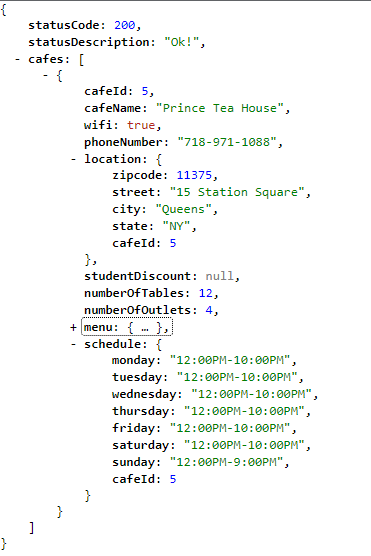 {
statusCode: 200,
statusDescription: "Ok!",
- cafes: [
- {
cafeId: 5,
cafeName: "Prince Tea House",
wifi: true,
phoneNumber: "718-971-1088",
- location: {
zipcode: 11375,
street: "15 Station Square",
city: "Queens",
state: "NY",
cafeId: 5
},
studentDiscount: null,
numberOfTables: 12,
numberOfOutlets: 4,
+ menu: { … },
- schedule: {
monday: "12:00PM-10:00PM",
tuesday: "12:00PM-10:00PM",
wednesday: "12:00PM-10:00PM",
thursday: "12:00PM-10:00PM",
friday: "12:00PM-10:00PM",
saturday: "12:00PM-10:00PM",
sunday: "12:00PM-9:00PM",
cafeId: 5
}
}
]
}